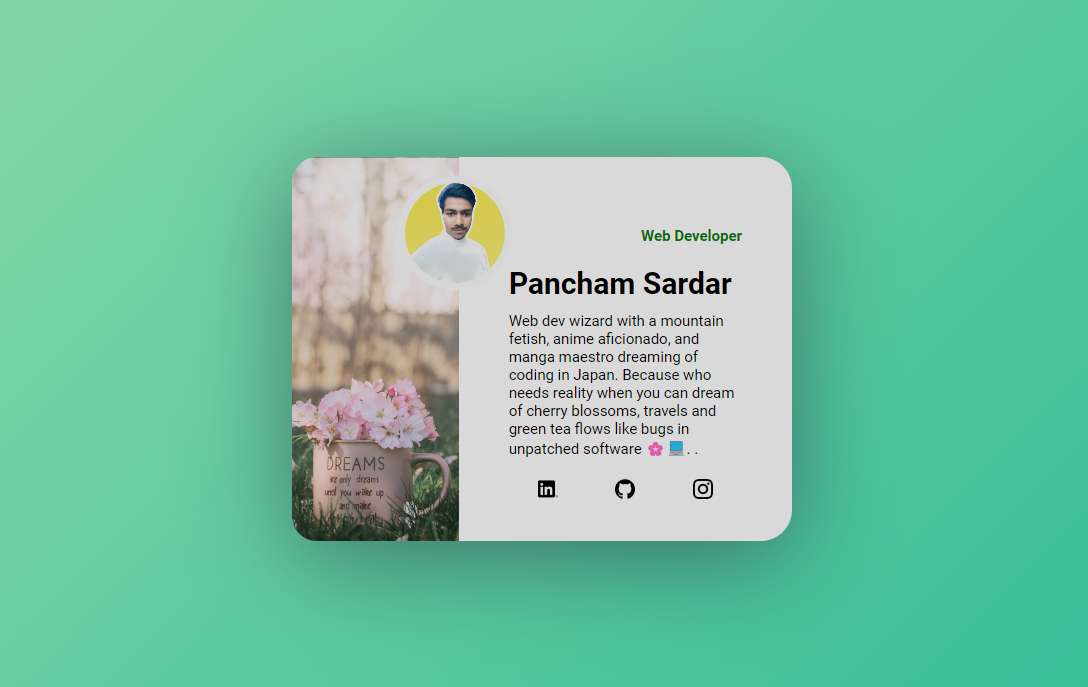 Web Developer
Pancham Sardar
Web dev wizard with a mountain
fetish, anime aficionado, and
manga maestro dreaming of
coding in Japan. Because who
needs reality when you can dream
of cherry blossoms, travels and
green tea flows like bugs in
unpatched software 🌸 💻 . .
DREAMS
are only dreams
until you wake up
and make
in